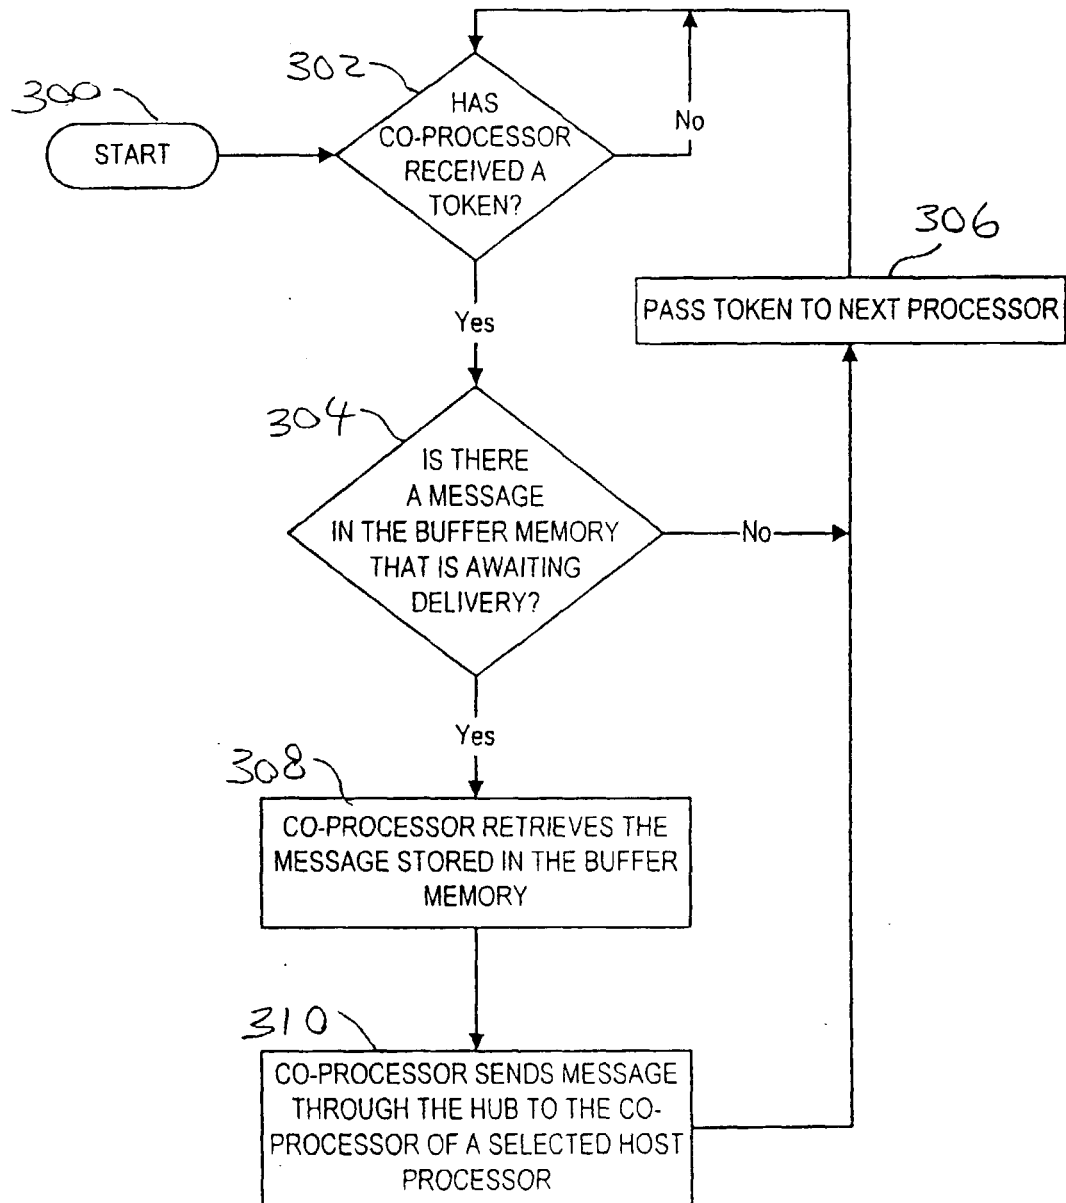 300
START
302
HAS
CO-PROCESSOR
RECEIVED A
TOKEN?
No
306
PASS TOKEN TO NEXT PROCESSOR
Yes
304
IS THERE
A MESSAGE
IN THE BUFFER MEMORY
THAT IS AWAITING
DELIVERY?
No
Yes
308
CO-PROCESSOR RETRIEVES THE
MESSAGE STORED IN THE BUFFER
MEMORY
310
CO-PROCESSOR SENDS MESSAGE
THROUGH THE HUB TO THE CO-
PROCESSOR OF A SELECTED HOST
PROCESSOR